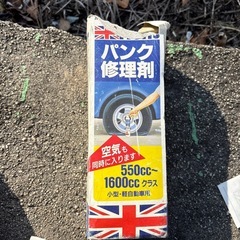 パンク
修理剤
空気も
同時に入ります
550cc~
1600ccクラス
小型・軽自動車用